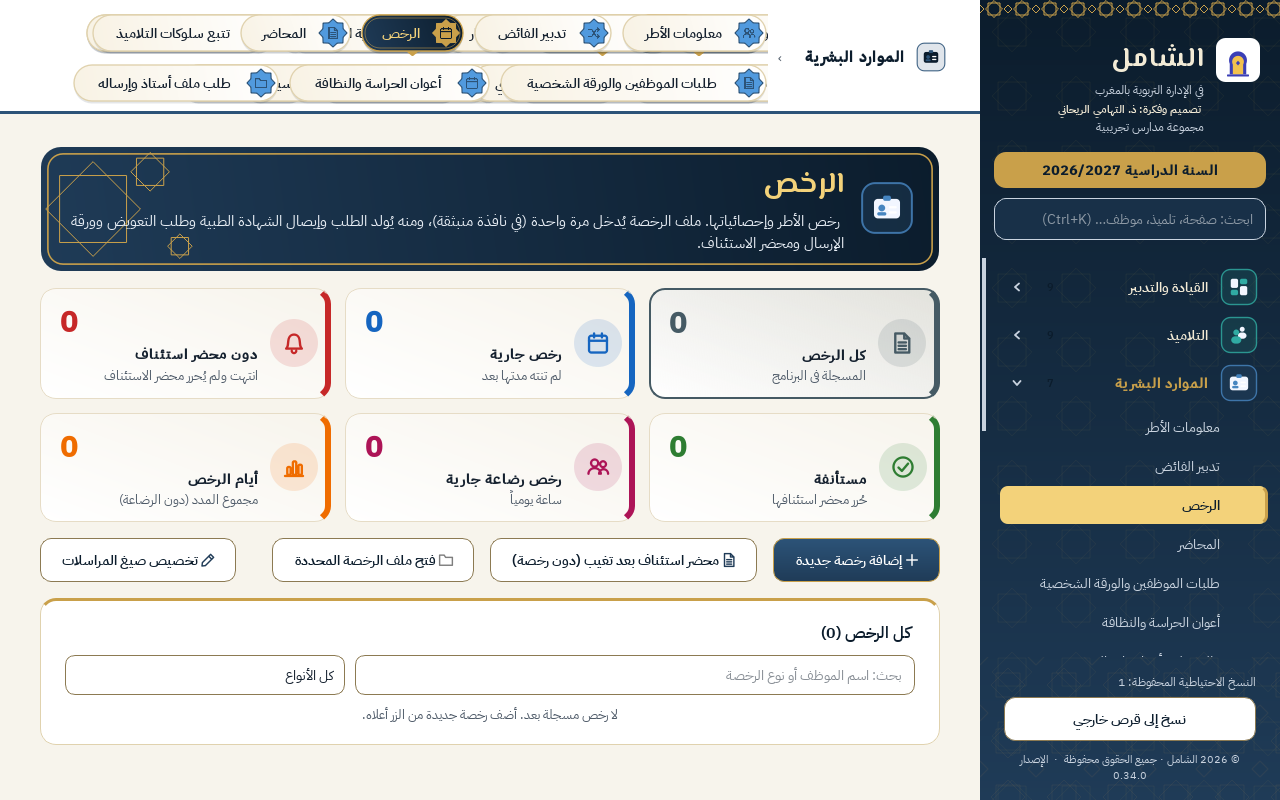 الشامل
في الإدارة التربوية بالمغرب
تصميم وفكرة: ذ. التهامي الريحاني
مجموعة مدارس تجريبية
السنة الدراسية 2026/2027
ابحث: صفحة، تلميذ، موظف... (Ctrl+K)
القيادة والتدبير
التلاميذ
الموارد البشرية 7
معلومات الأطر
تدبير الفائض
الرخص
المحاضر
طلبات الموظفين والورقة الشخصية
أعوان الحراسة والنظافة
النسخ الاحتياطية المحفوظة: 1
نسخ إلى قرص خارجي
© 2026 الشامل · جميع الحقوق محفوظة · الإصدار
0.34.0
الموارد البشرية ‹
معلومات الأطر
تدبير الفائض
الرخص
المحاضر
تتبع سلوكات التلاميذ
طلبات الموظفين والورقة الشخصية
أعوان الحراسة والنظافة
طلب ملف أستاذ وإرساله
الرخص
رخص الأطر وإحصائياتها. ملف الرخصة يُدخل مرة واحدة (في نافذة منبثقة)، ومنه يُولد الطلب وإيصال الشهادة الطبية وطلب التعويض وورقة
الإرسال ومحضر الاستئناف.
0
كل الرخص
المسجلة في البرنامج
0
رخص جارية
لم تنته مدتها بعد
0
دون محضر استئناف
انتهت ولم يُحرر محضر الاستئناف
0
مستأنفة
حُرر محضر استئنافها
0
رخص رضاعة جارية
ساعة يومياً
0
أيام الرخص
مجموع المدد (دون الرضاعة)
إضافة رخصة جديدة
محضر استئناف بعد تغيب (دون رخصة)
فتح ملف الرخصة المحددة
تخصيص صيغ المراسلات
كل الرخص (0)
بحث: اسم الموظف أو نوع الرخصة
كل الأنواع
لا رخص مسجلة بعد. أضف رخصة جديدة من الزر أعلاه.